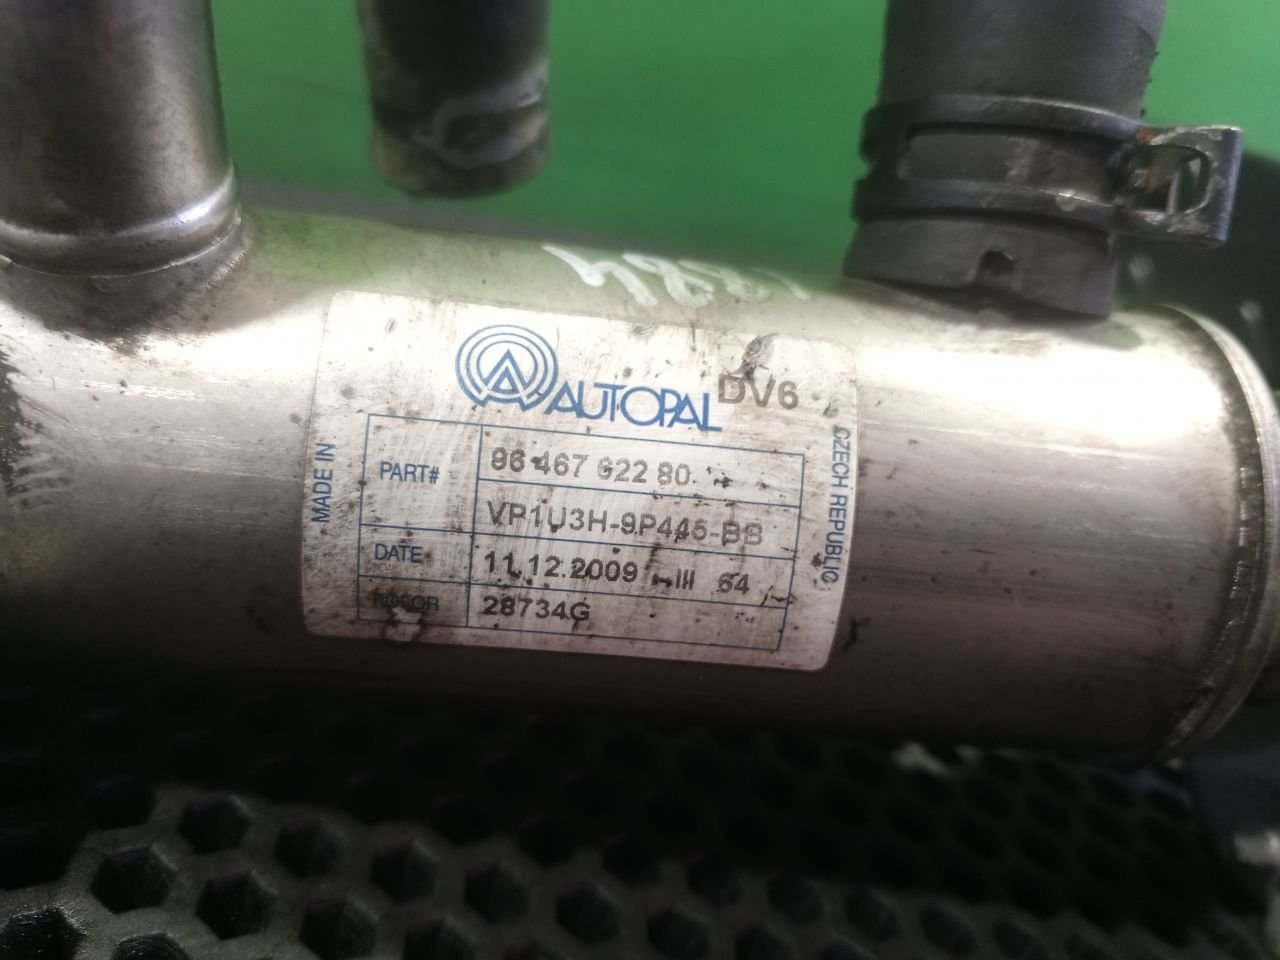 AUTOPAL DV6
MADE IN
PART# 96 467 622 80
VP1U3H-9P445-BB
DATE 11.12.2009 III 64
28734G
CZECH REPUBLIC